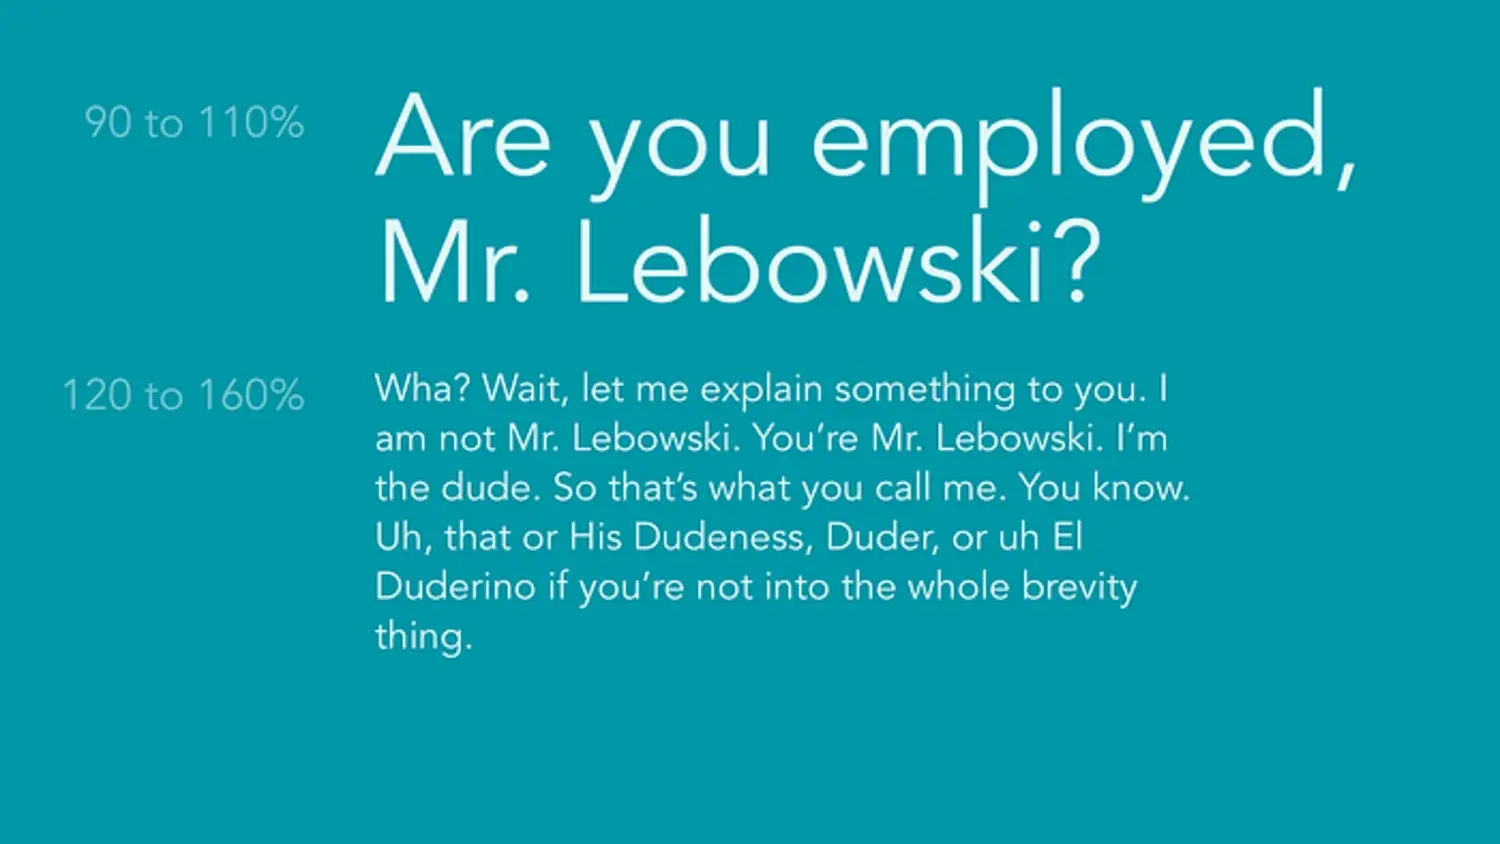 90 to 110%
Are you employed,
Mr. Lebowski?
120 to 160%
Wha? Wait, let me explain something to you. I
am not Mr. Lebowski. You’re Mr. Lebowski. I’m
the dude. So that’s what you call me. You know.
Uh, that or His Dudeness, Duder, or uh El
Duderino if you’re not into the whole brevity
thing.